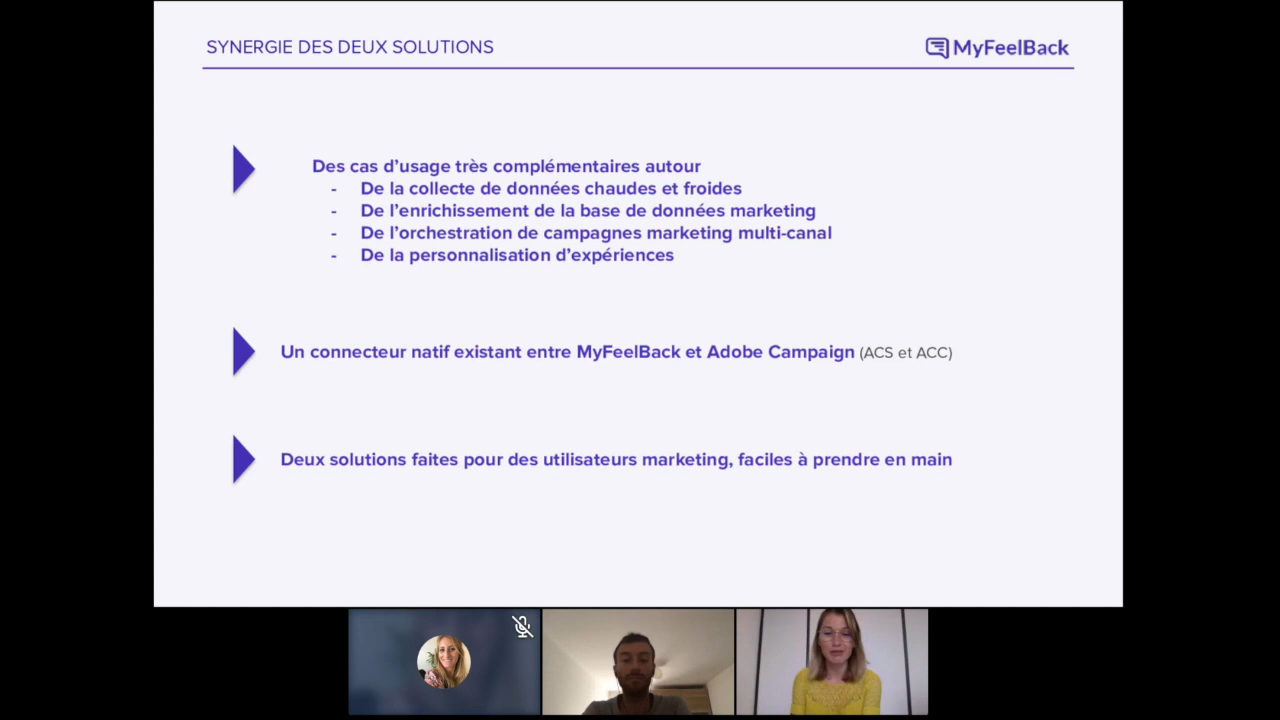 SYNERGIE DES DEUX SOLUTIONS
MyFeelBack
Des cas d’usage très complémentaires autour
- De la collecte de données chaudes et froides
- De l’enrichissement de la base de données marketing
- De l’orchestration de campagnes marketing multi-canal
- De la personnalisation d’expériences
Un connecteur natif existant entre MyFeelBack et Adobe Campaign (ACS et ACC)
Deux solutions faites pour des utilisateurs marketing, faciles à prendre en main